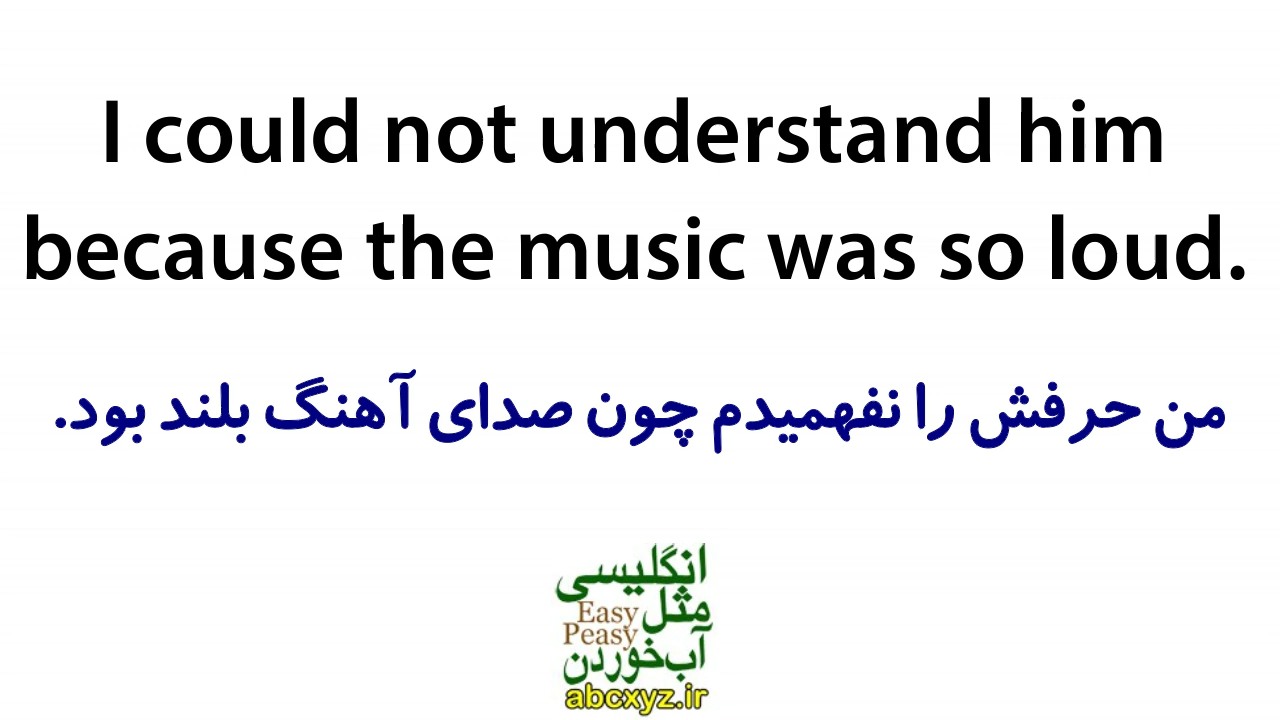 I could not understand him
because the music was so loud.
من حرفش را نفهمیدم چون صدای آهنگ بلند بود.
انگلیسی
مثل
Easy
Peasy
آب‌خوردن
abcxyz.ir